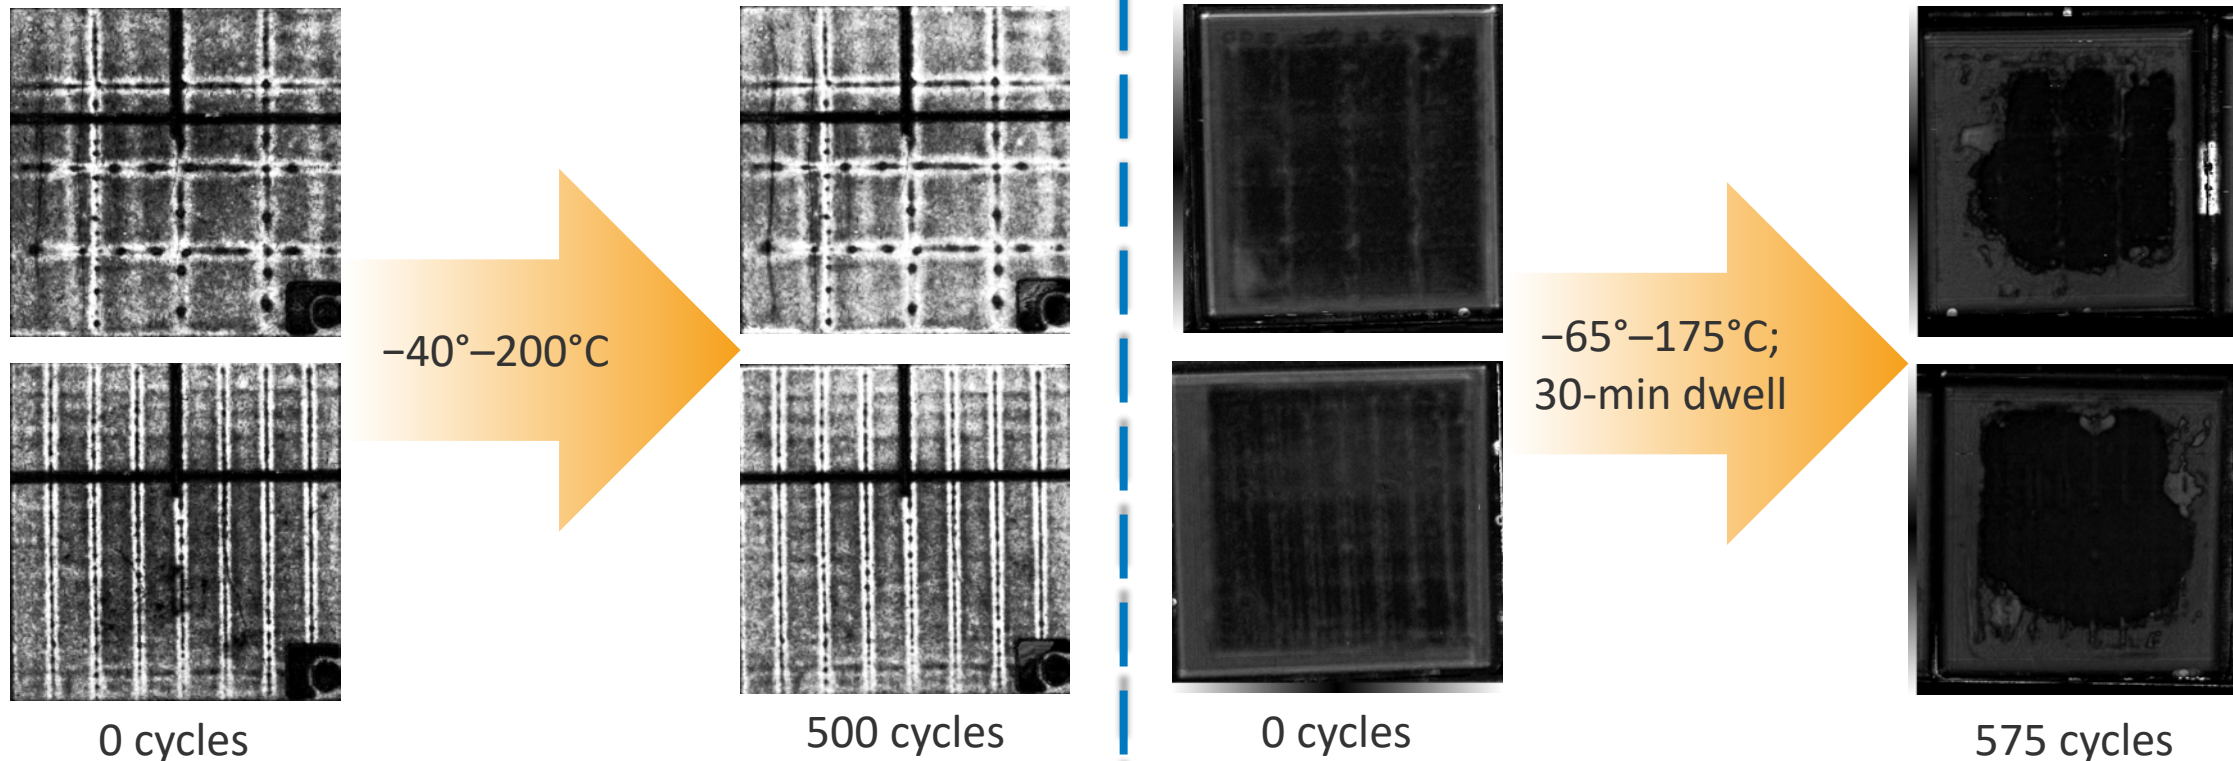 −40°–200°C
−65°–175°C;
30-min dwell
0 cycles
500 cycles
0 cycles
575 cycles